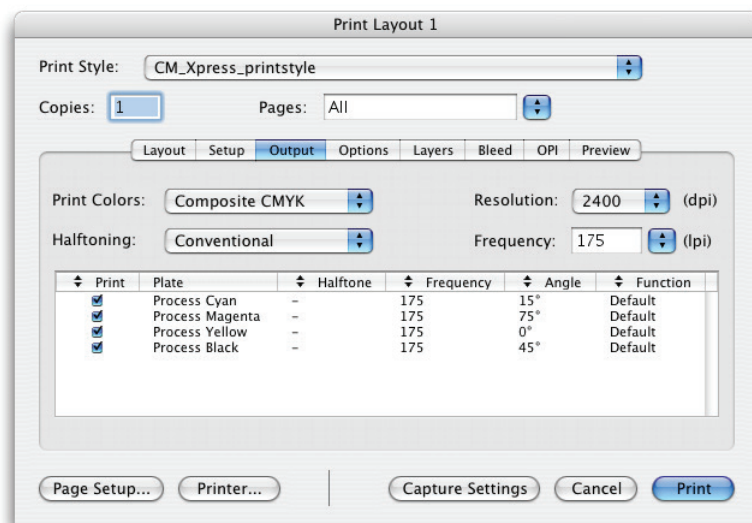 Print Layout 1
Print Style: CM_Xpress_printstyle
Copies: 1 Pages: All
Layout Setup Output Options Layers Bleed OPI Preview
Print Colors: Composite CMYK Resolution: 2400 (dpi)
Halftoning: Conventional Frequency: 175 (lpi)
Print Plate Halftone Frequency Angle Function
Process Cyan – 175 15° Default
Process Magenta – 175 75° Default
Process Yellow – 175 0° Default
Process Black – 175 45° Default
Page Setup... Printer... Capture Settings Cancel Print